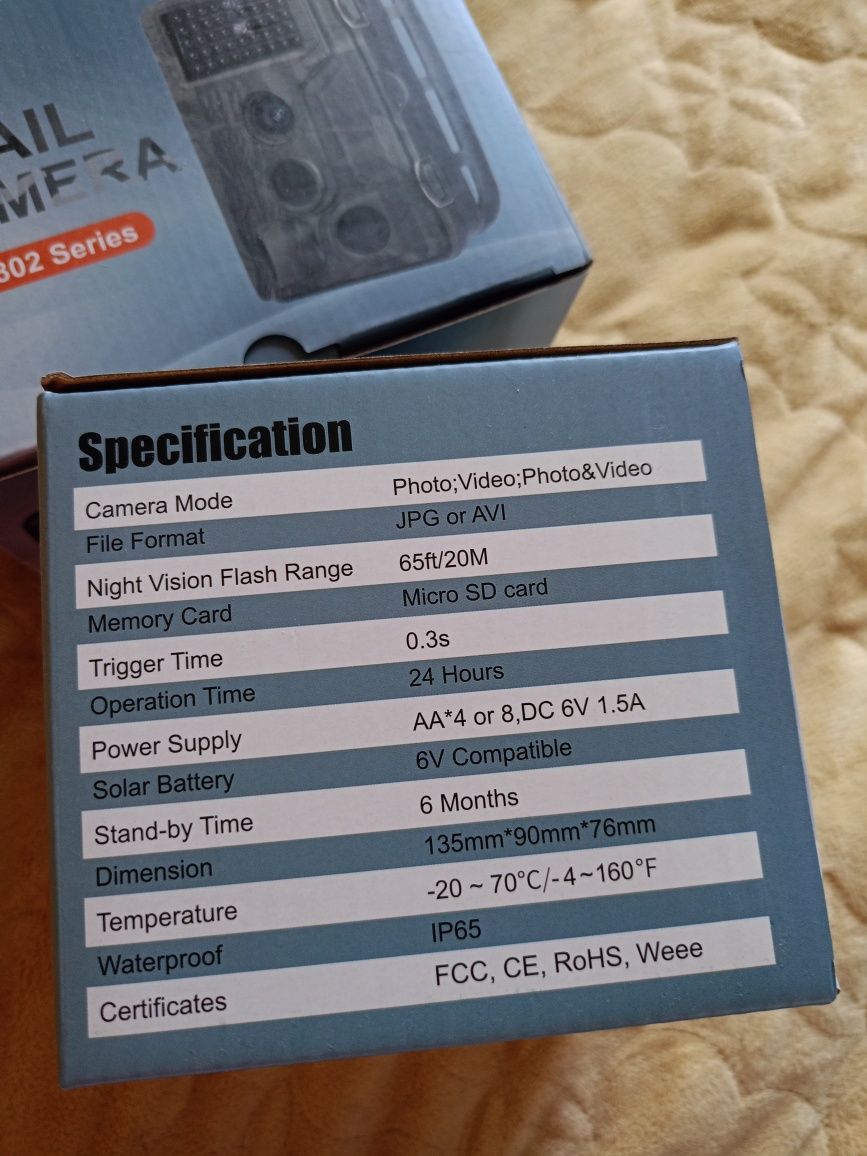 AIL
MERA
802 Series
Specification
Camera Mode Photo;Video;Photo&Video
File Format JPG or AVI
Night Vision Flash Range 65ft/20M
Memory Card Micro SD card
Trigger Time 0.3s
Operation Time 24 Hours
Power Supply AA*4 or 8,DC 6V 1.5A
Solar Battery 6V Compatible
Stand-by Time 6 Months
Dimension 135mm*90mm*76mm
Temperature -20 ~ 70°C/-4~160°F
Waterproof IP65
Certificates FCC, CE, RoHS, Weee